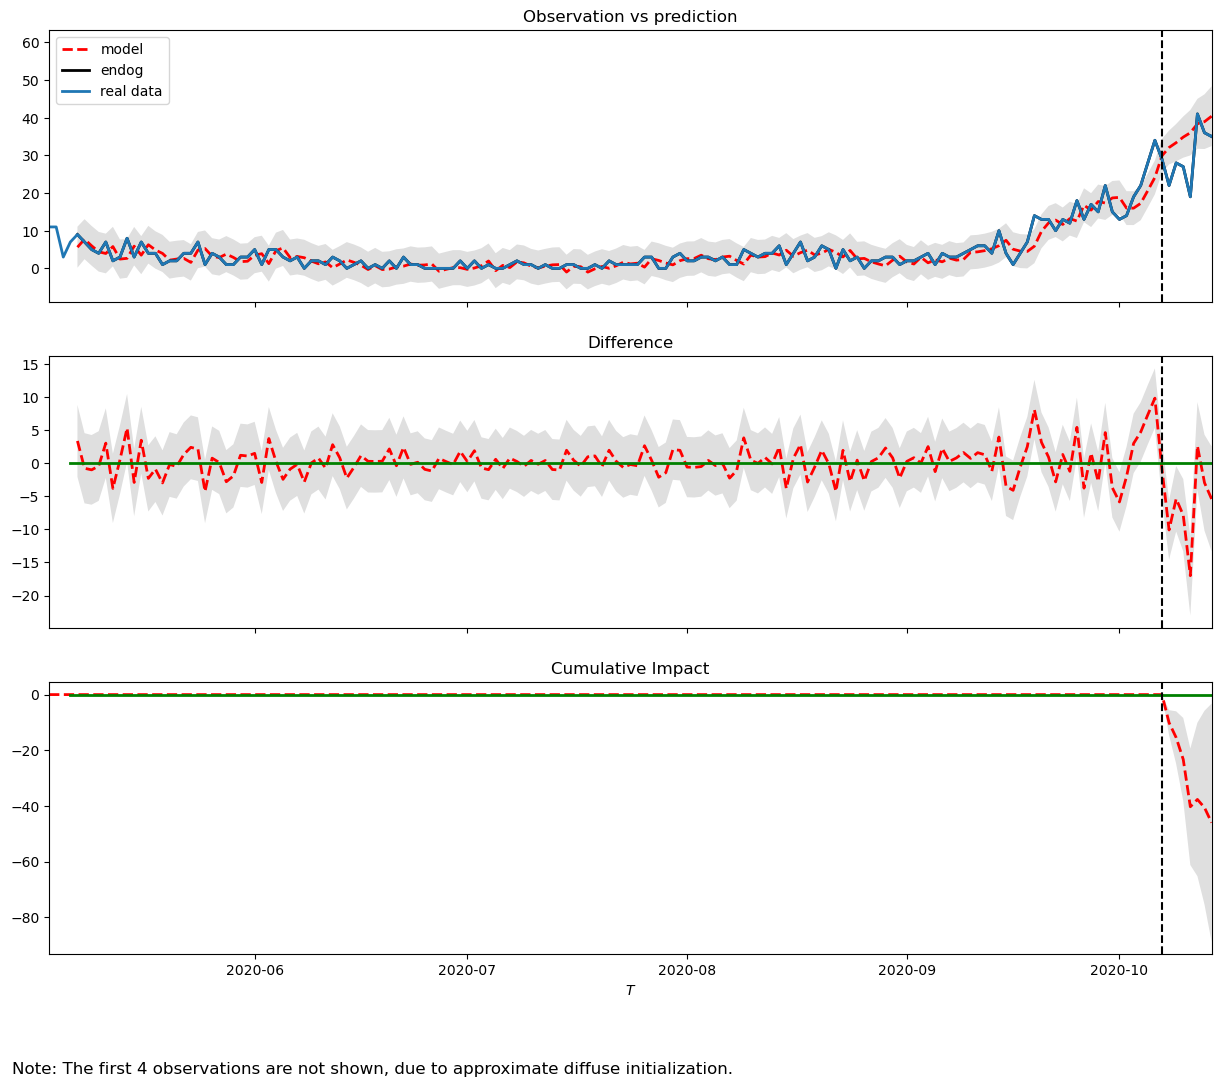 Observation vs prediction
60
50
40
30
20
10
0
model
endog
real data
Difference
15
10
5
0
−5
−10
−15
−20
Cumulative Impact
0
−20
−40
−60
−80
2020-06 2020-07 2020-08 2020-09 2020-10
T
Note: The first 4 observations are not shown, due to approximate diffuse initialization.